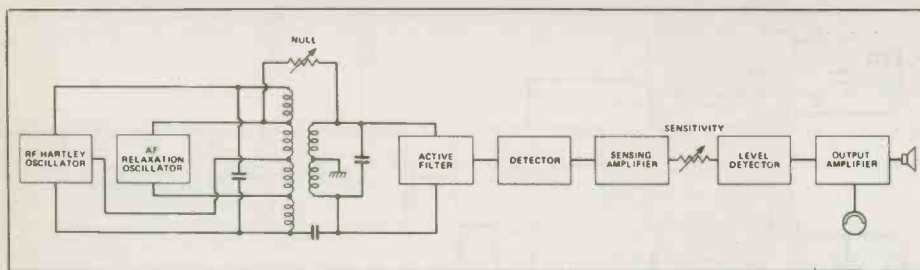 NULL
RF HARTLEY
OSCILLATOR
AF
RELAXATION
OSCILLATOR
ACTIVE
FILTER
DETECTOR
SENSING
AMPLIFIER
SENSITIVITY
LEVEL
DETECTOR
OUTPUT
AMPLIFIER